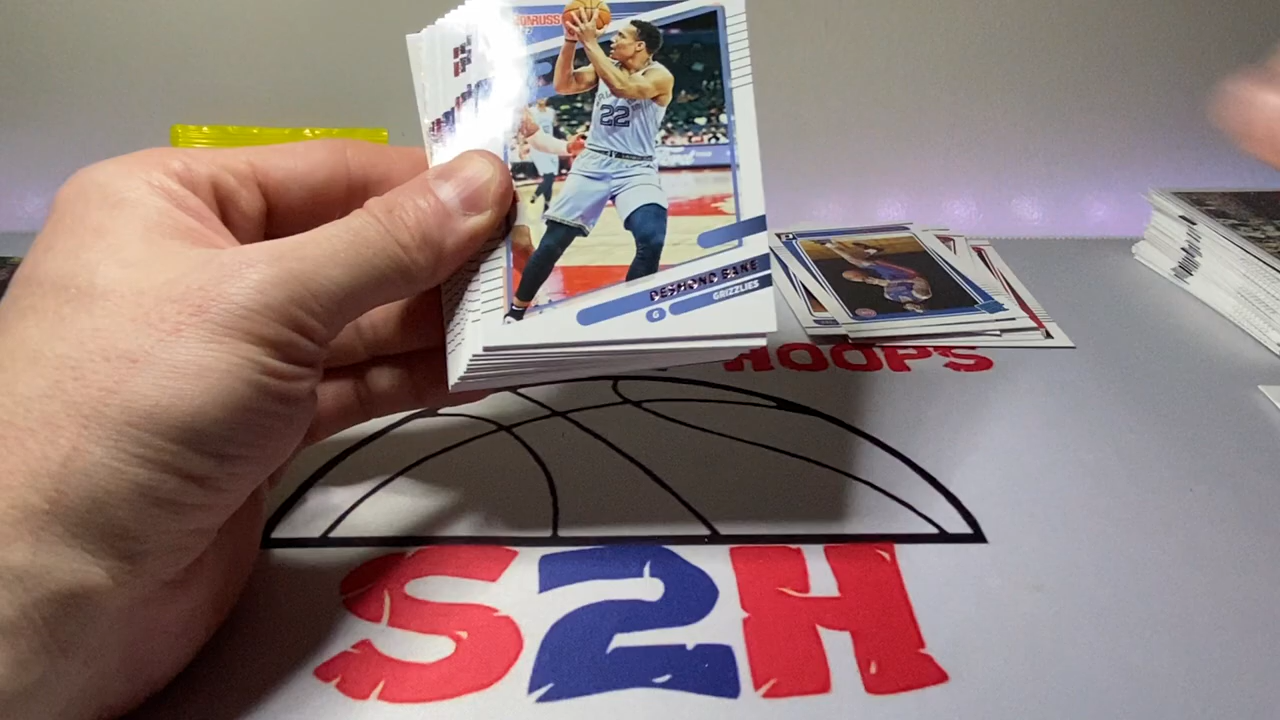 DONRUSS
22
DESMOND BANE
G GRIZZLIES
HOOPS
S2H